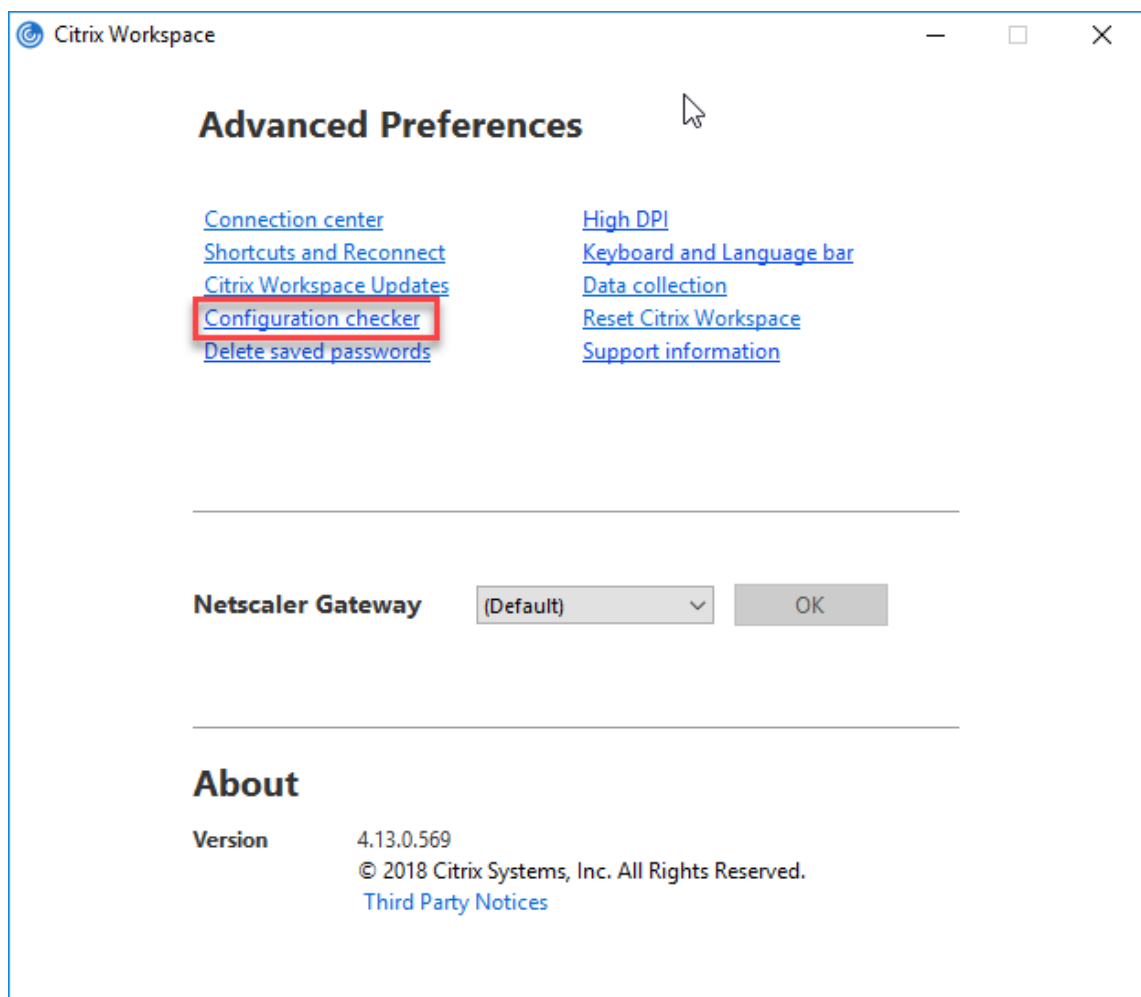 Citrix Workspace
Advanced Preferences
Connection center
High DPI
Shortcuts and Reconnect
Keyboard and Language bar
Citrix Workspace Updates
Data collection
Configuration checker
Reset Citrix Workspace
Delete saved passwords
Support information
Netscaler Gateway
(Default)
OK
About
Version
4.13.0.569
© 2018 Citrix Systems, Inc. All Rights Reserved.
Third Party Notices